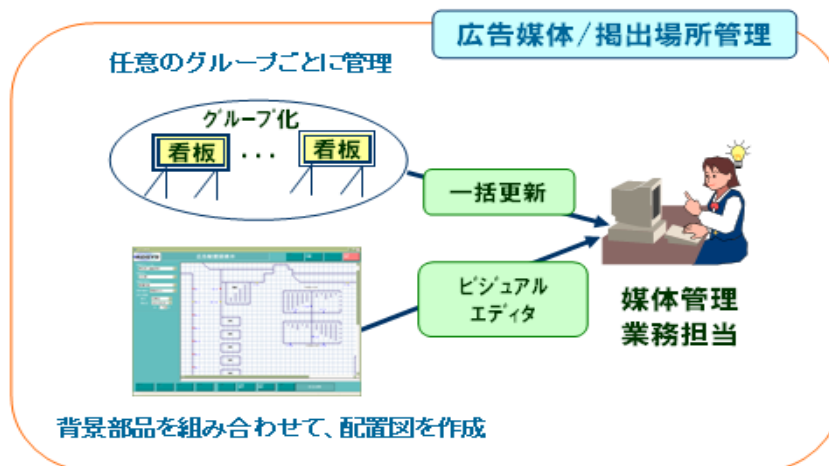 広告媒体/掲出場所管理
任意のグループごとに管理
グループ化
看板 ... 看板
一括更新
ビジュアル
エディタ
媒体管理
業務担当
背景部品を組み合わせて、配置図を作成